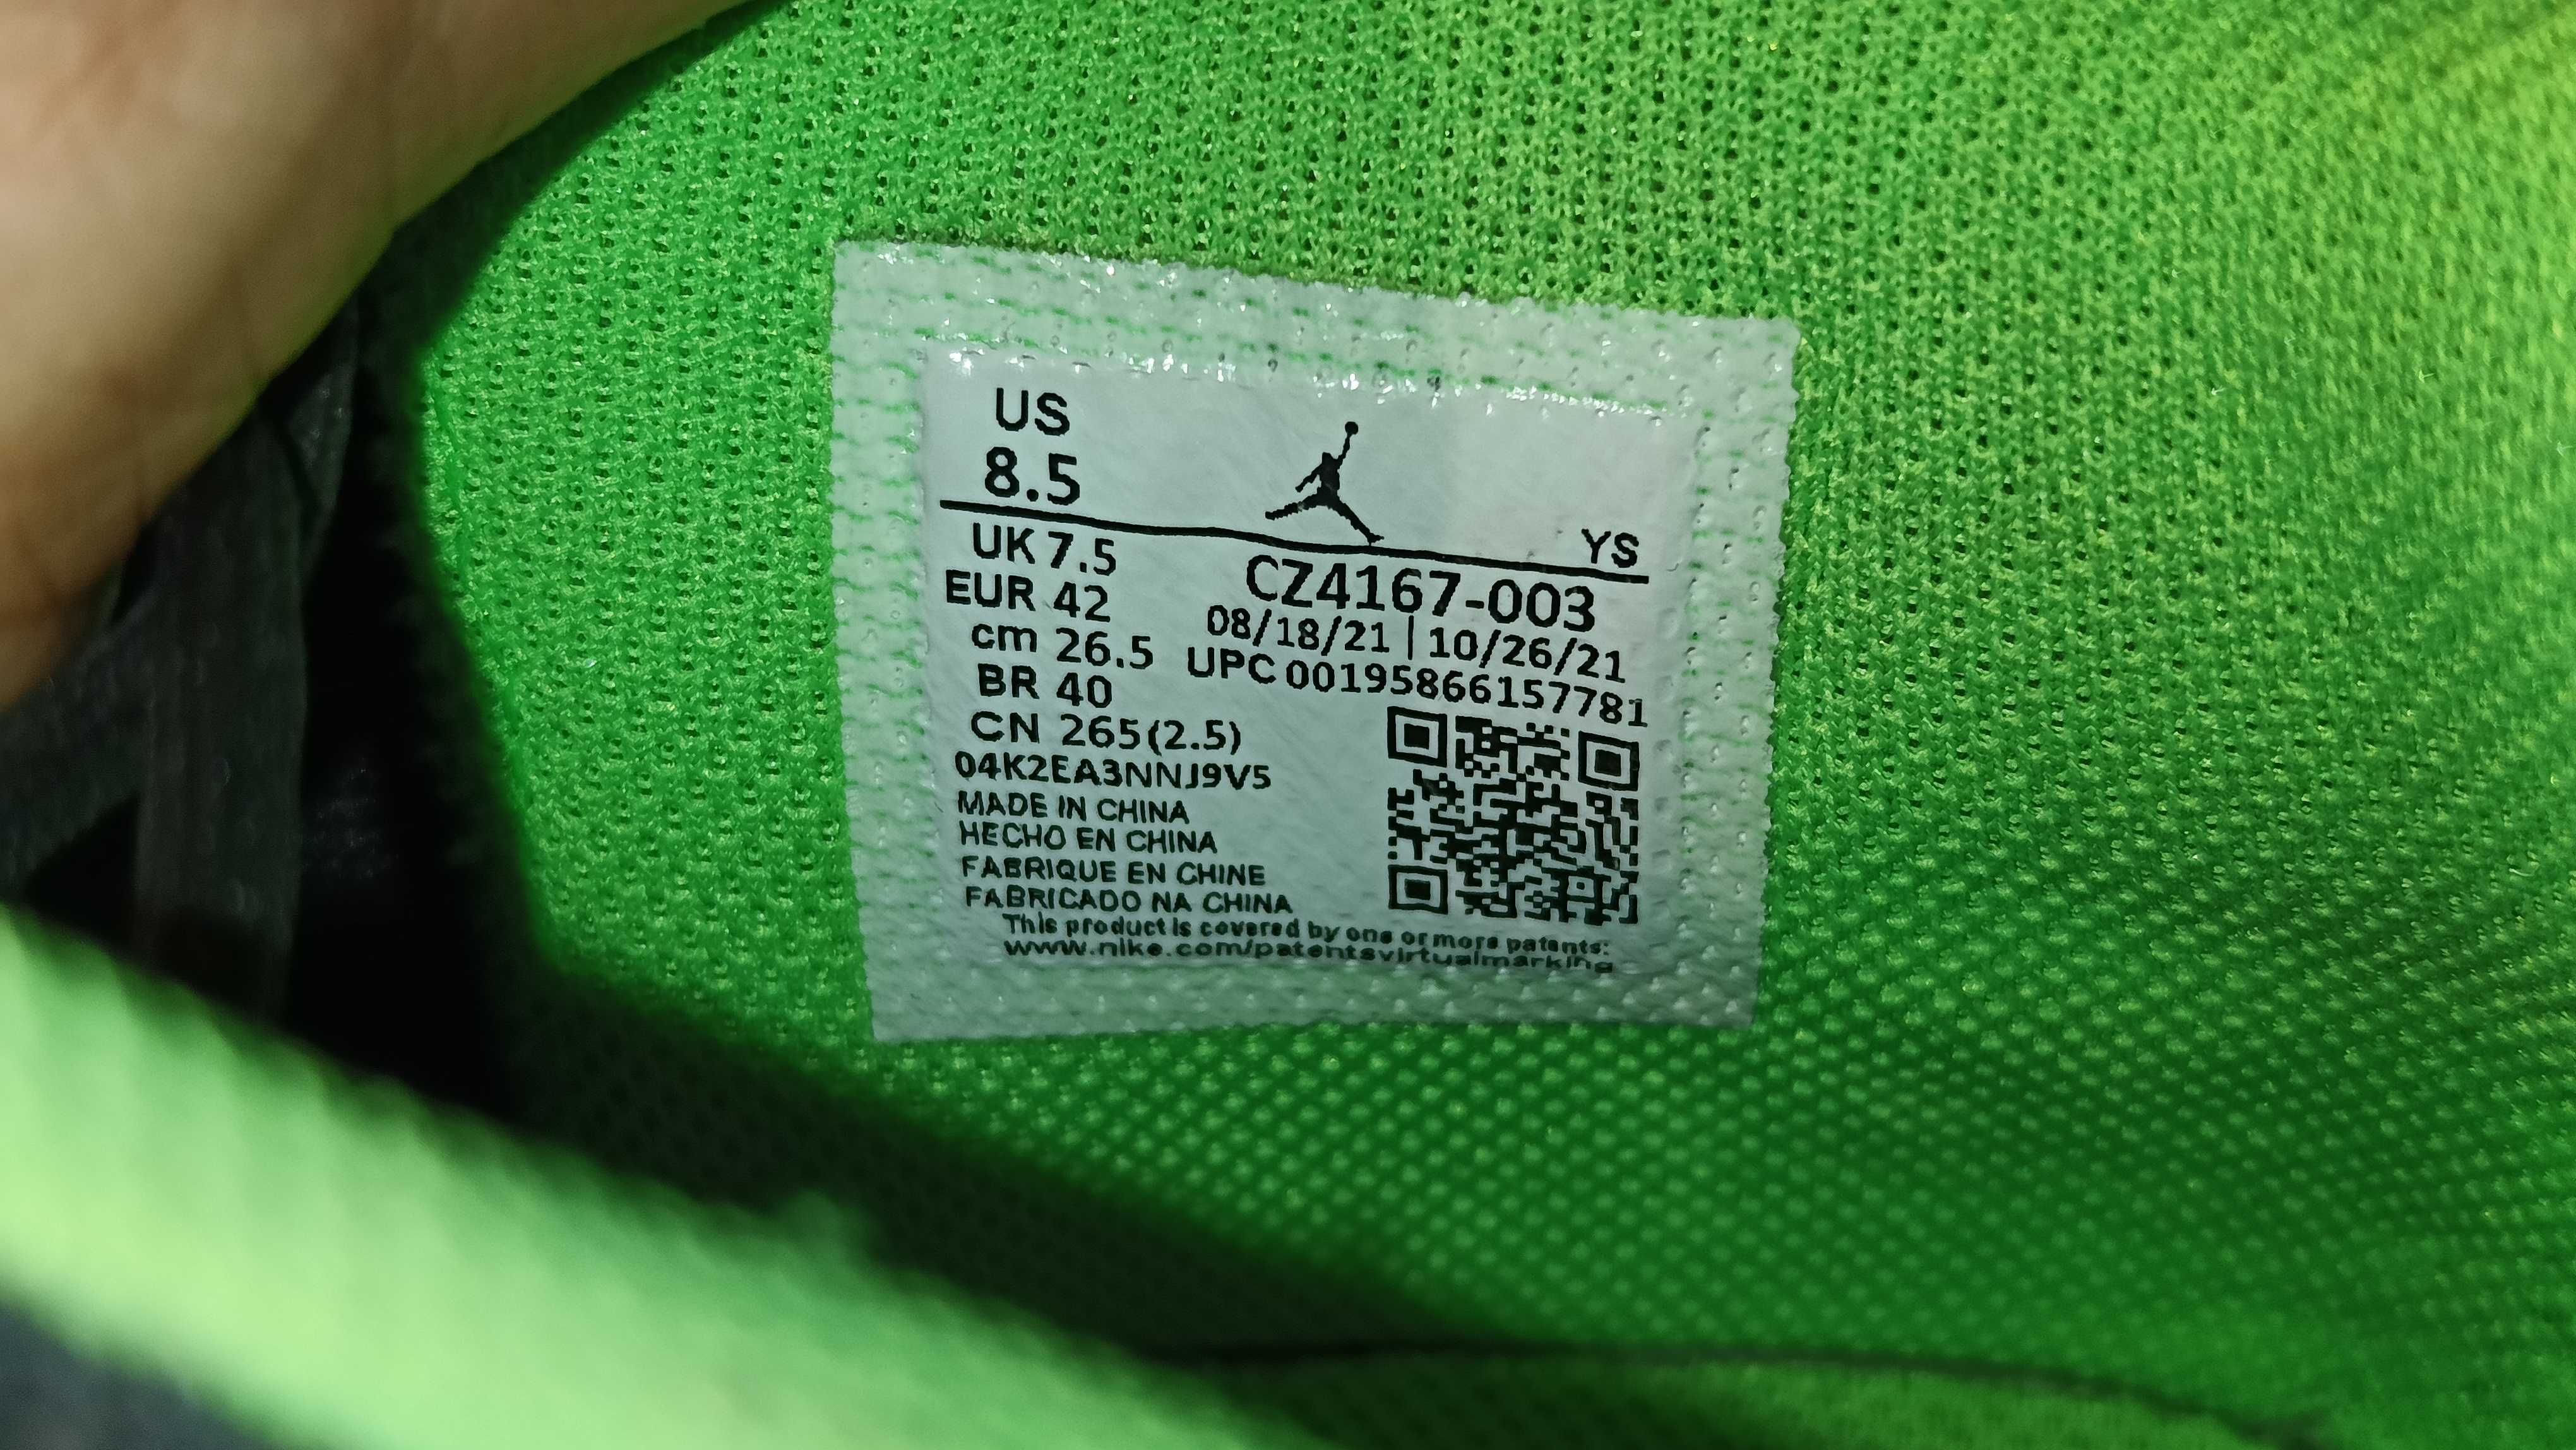 US
8.5
YS
UK 7.5
EUR 42
cm 26.5
BR 40
CN 265(2.5)
CZ4167-003
08/18/21 | 10/26/21
UPC 00195866157781
04K2EA3NNJ9V5
MADE IN CHINA
HECHO EN CHINA
FABRIQUE EN CHINE
FABRICADO NA CHINA
This product is covered by one or more patents:
www.nike.com/patentsvirtualmarking